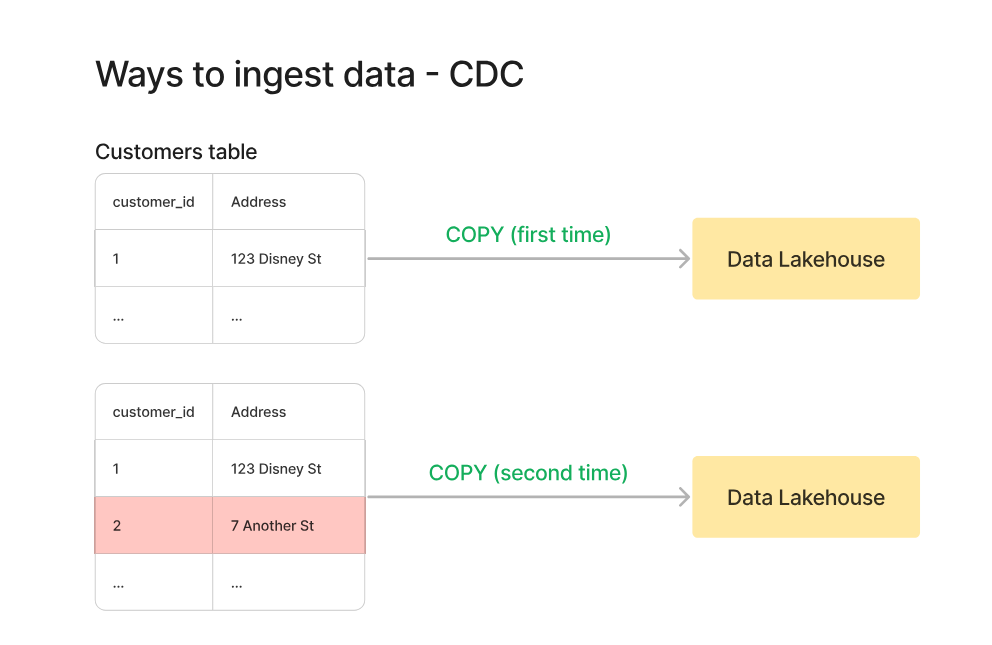 Ways to ingest data - CDC
Customers table
customer_id Address
1 123 Disney St
... ...
COPY (first time)
Data Lakehouse
customer_id Address
1 123 Disney St
2 7 Another St
... ...
COPY (second time)
Data Lakehouse